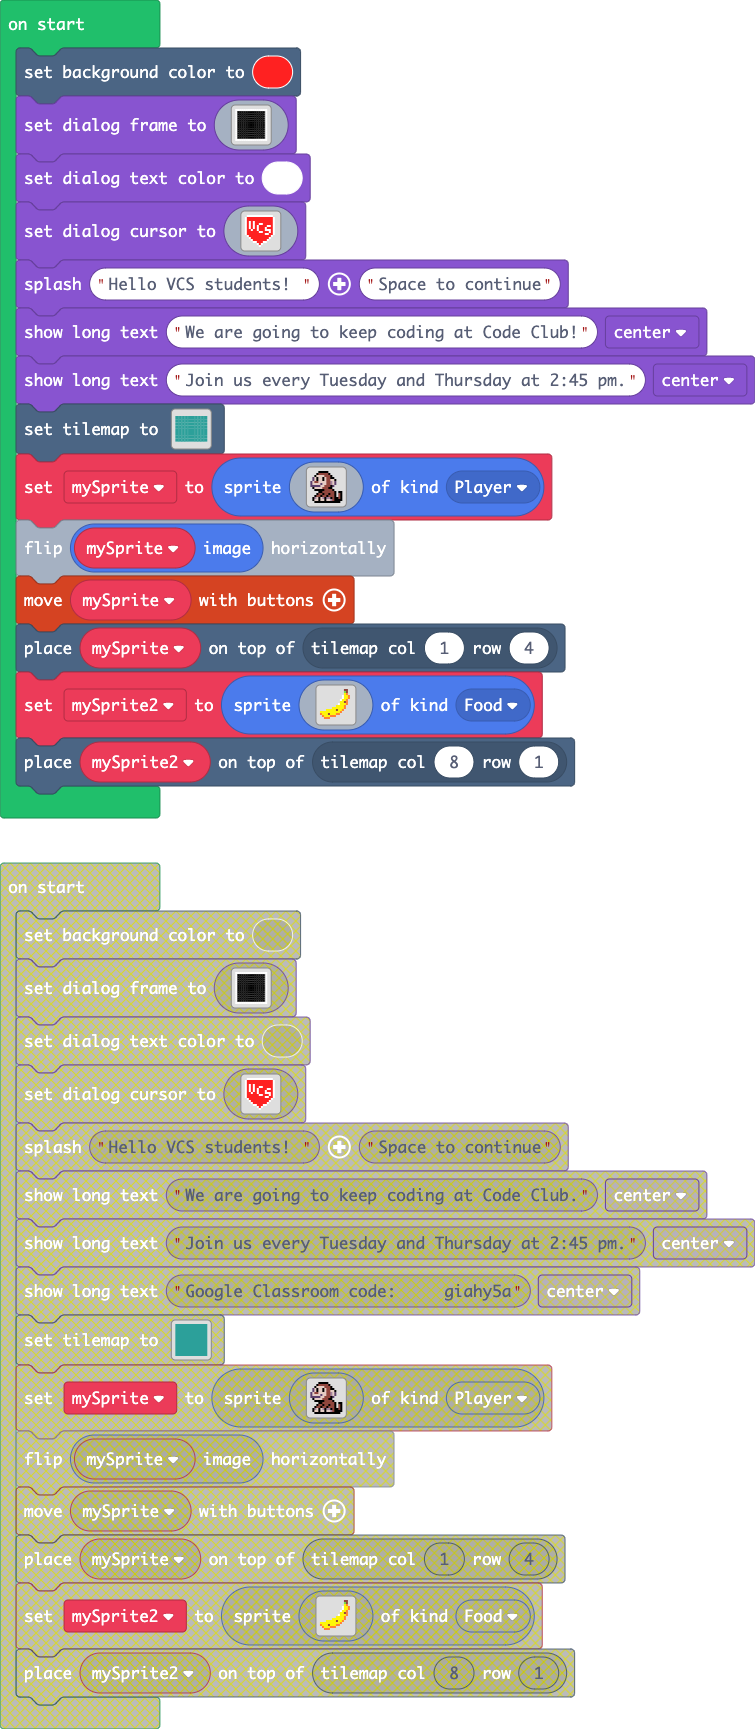 on start
set background color to
set dialog frame to
set dialog text color to
set dialog cursor to VCS
splash "Hello VCS students! " "Space to continue"
show long text "We are going to keep coding at Code Club!" center
show long text "Join us every Tuesday and Thursday at 2:45 pm." center
set tilemap to
set mySprite to sprite of kind Player
flip mySprite image horizontally
move mySprite with buttons
place mySprite on top of tilemap col 1 row 4
set mySprite2 to sprite of kind Food
place mySprite2 on top of tilemap col 8 row 1
on start
set background color to
set dialog frame to
set dialog text color to
set dialog cursor to VCS
splash "Hello VCS students! " "Space to continue"
show long text "We are going to keep coding at Code Club." center
show long text "Join us every Tuesday and Thursday at 2:45 pm." center
show long text "Google Classroom code:     giahy5a" center
set tilemap to
set mySprite to sprite of kind Player
flip mySprite image horizontally
move mySprite with buttons
place mySprite on top of tilemap col 1 row 4
set mySprite2 to sprite of kind Food
place mySprite2 on top of tilemap col 8 row 1